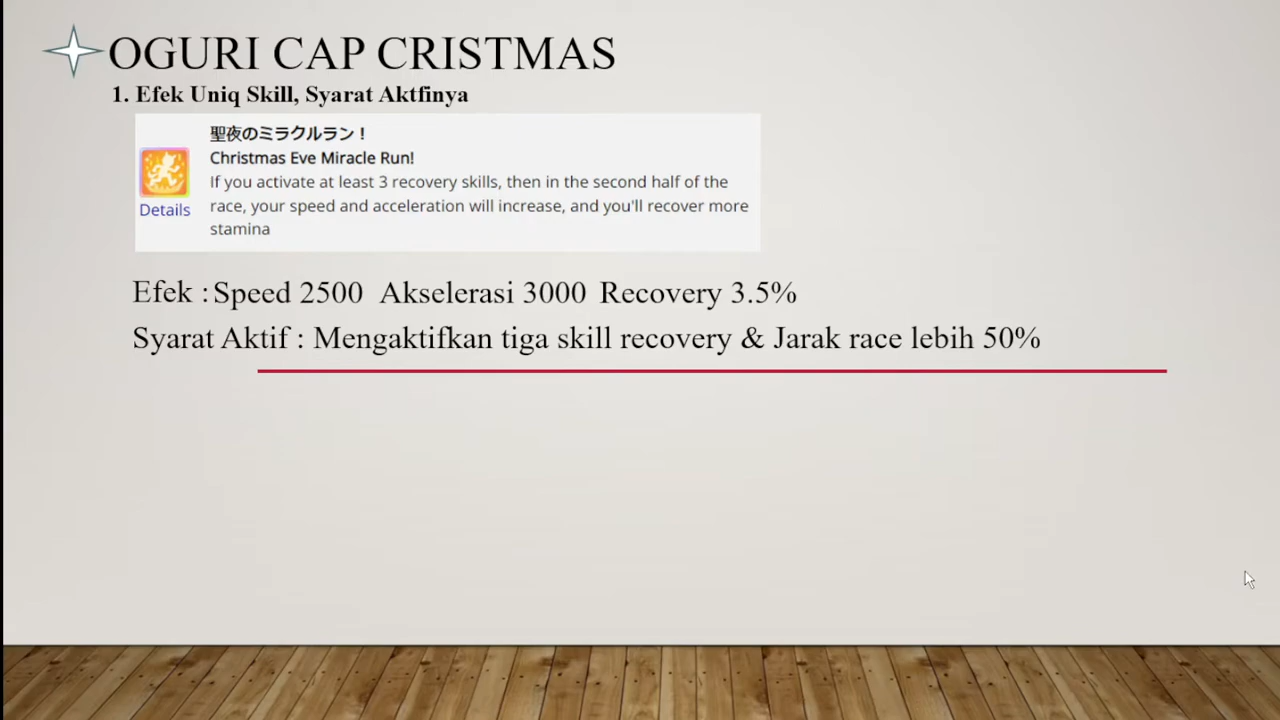 OGURI CAP CRISTMAS
1. Efek Uniq Skill, Syarat Aktfinya
聖夜のミラクルラン！
Christmas Eve Miracle Run!
If you activate at least 3 recovery skills, then in the second half of the
race, your speed and acceleration will increase, and you'll recover more
stamina
Details
Efek : Speed 2500 Akselerasi 3000 Recovery 3.5%
Syarat Aktif : Mengaktifkan tiga skill recovery & Jarak race lebih 50%